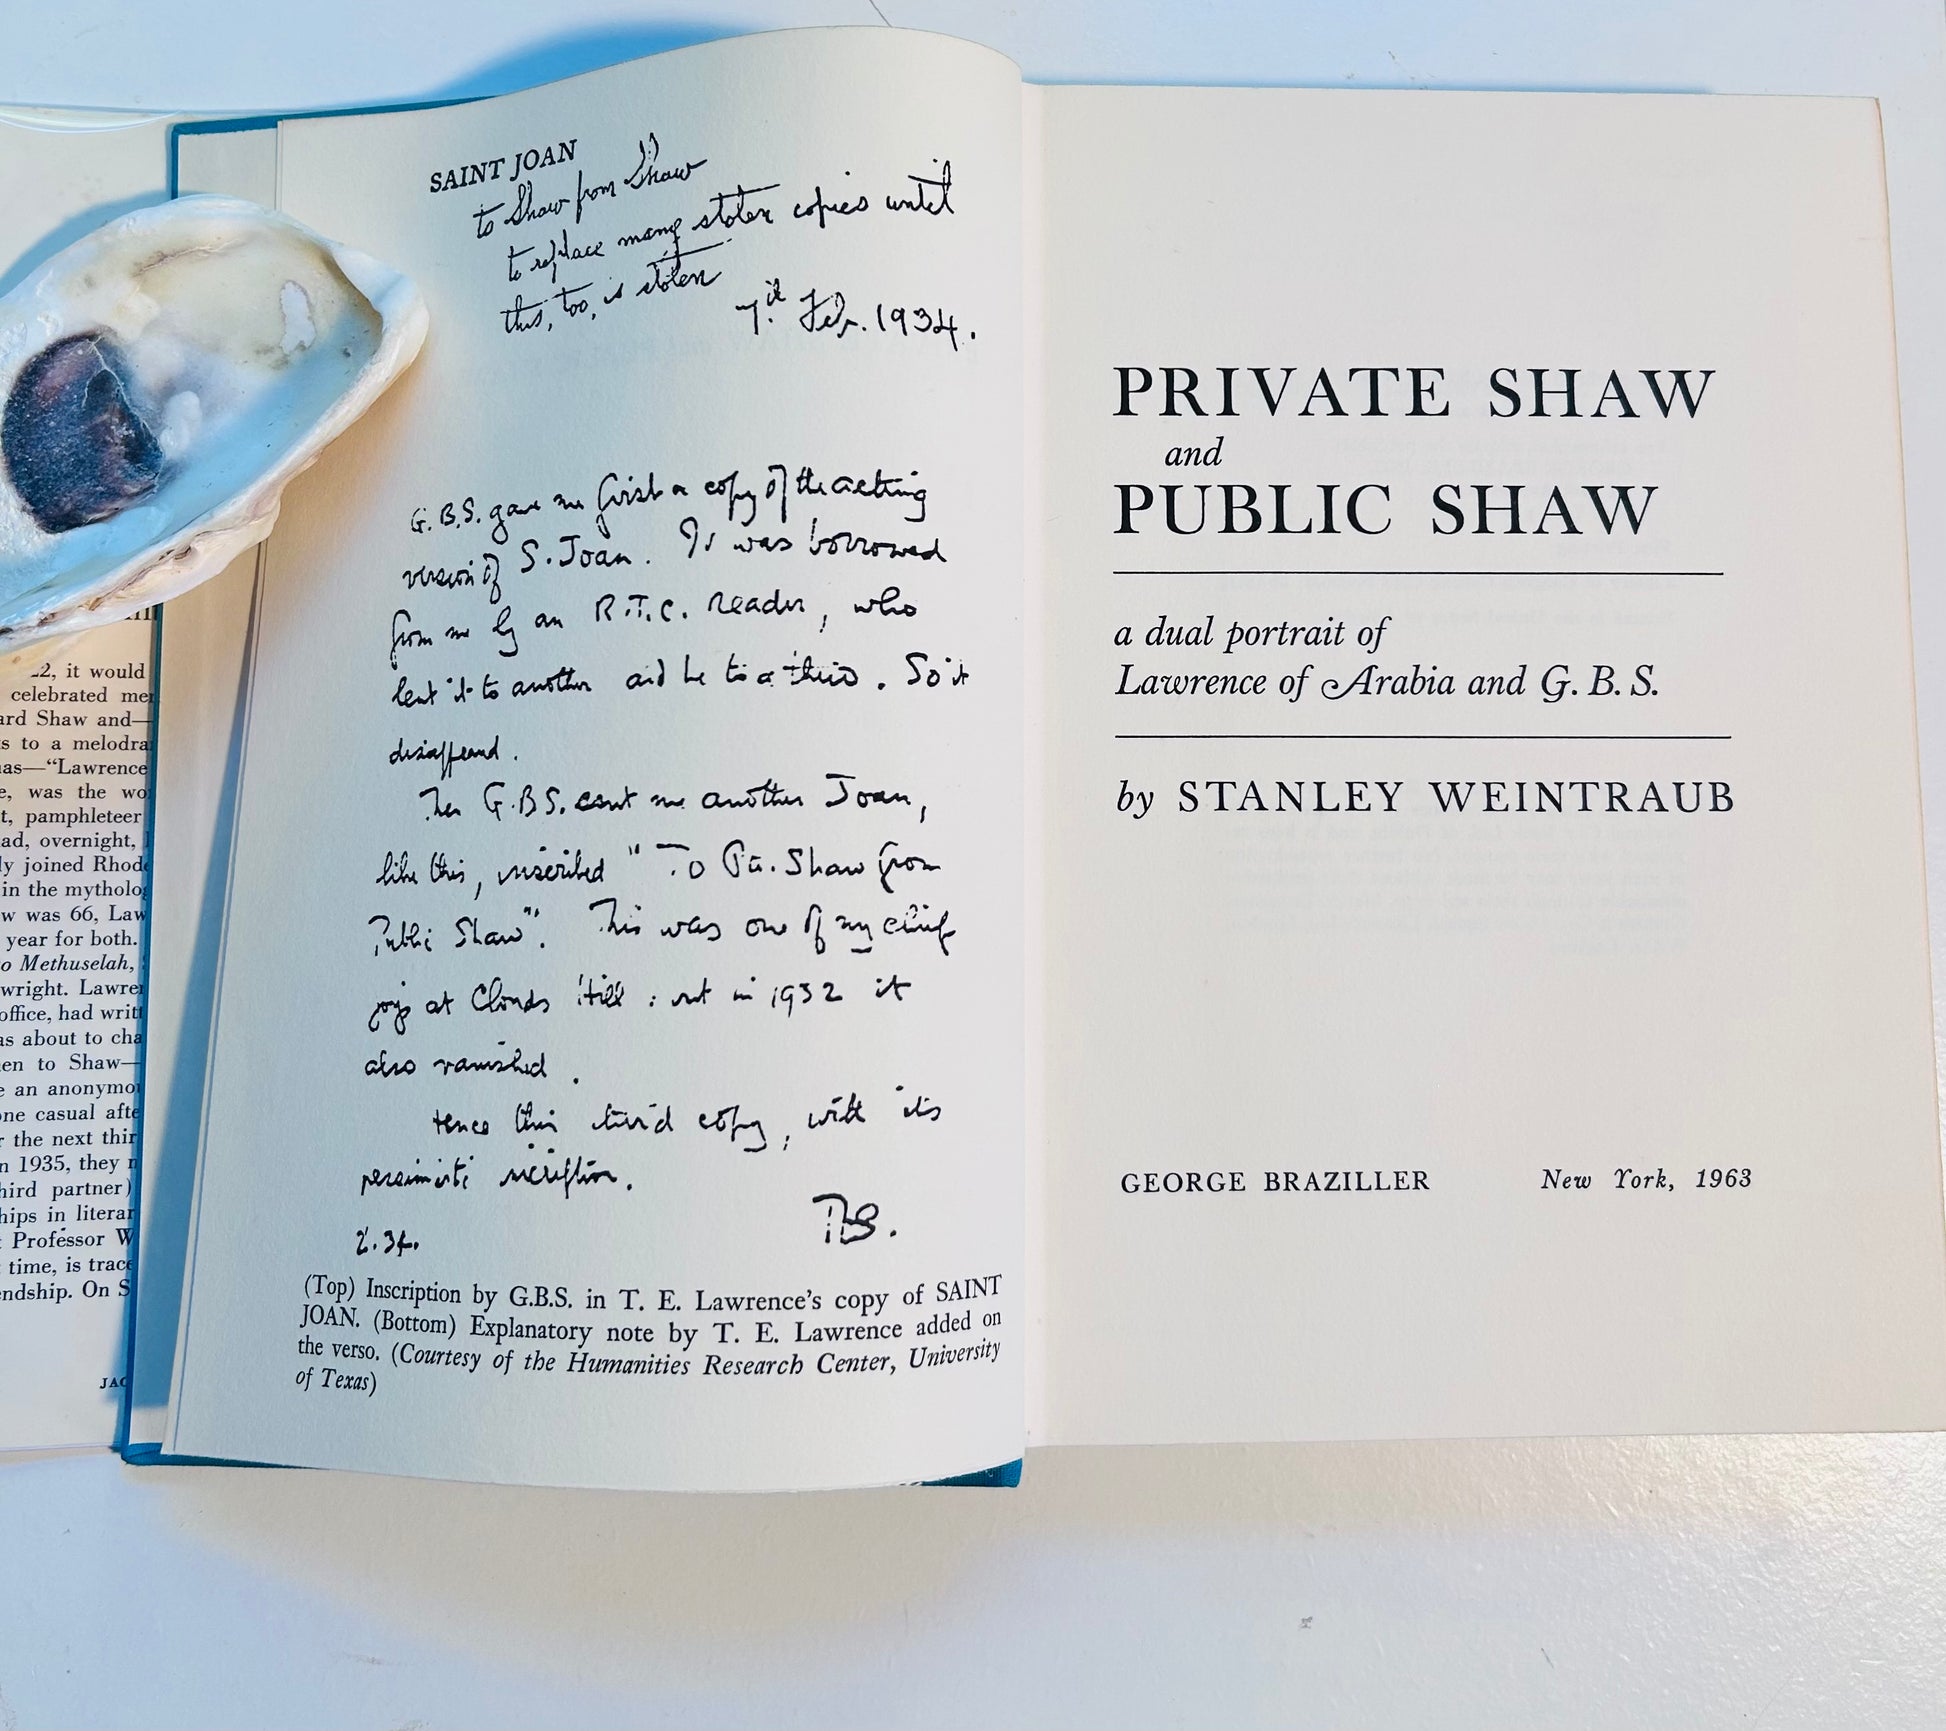 22, it would
celebrated me
ard Shaw and—
s to a melodra
as—“Lawrence
e, was the wo
t, pamphleteer
ad, overnight,
ly joined Rhod
in the mytholo
w was 66, Law
year for both.
o Methuselah,
wright. Lawre
office, had writ
as about to cha
en to Shaw—
e an anonymo
one casual afte
r the next thir
n 1935, they
hird partner)
hips in literar
Professor W
time, is trace
endship. On S
JAC
SAINT JOAN
to Shaw from Shaw
to replace many stolen copies until
this, too, is stolen
7th Feb. 1934.
G.B.S. gave me first a copy of the acting
version of S. Joan. It was borrowed
from me by an R.T.C. reader, who
lent it to another and he to a third. So it
disappeared.
Then G.B.S. sent me another Joan,
like this, inscribed "To Pte. Shaw from
Public Shaw". This was one of my chief
joys at Clouds Hill: but in 1932 it
also vanished.
Hence this third copy, with its
pessimistic inscription.
2.34. TES.
(Top) Inscription by G.B.S. in T. E. Lawrence’s copy of SAINT
JOAN. (Bottom) Explanatory note by T. E. Lawrence added on
the verso. (Courtesy of the Humanities Research Center, University
of Texas)
PRIVATE SHAW
and
PUBLIC SHAW
a dual portrait of
Lawrence of Arabia and G. B. S.
by STANLEY WEINTRAUB
GEORGE BRAZILLER New York, 1963